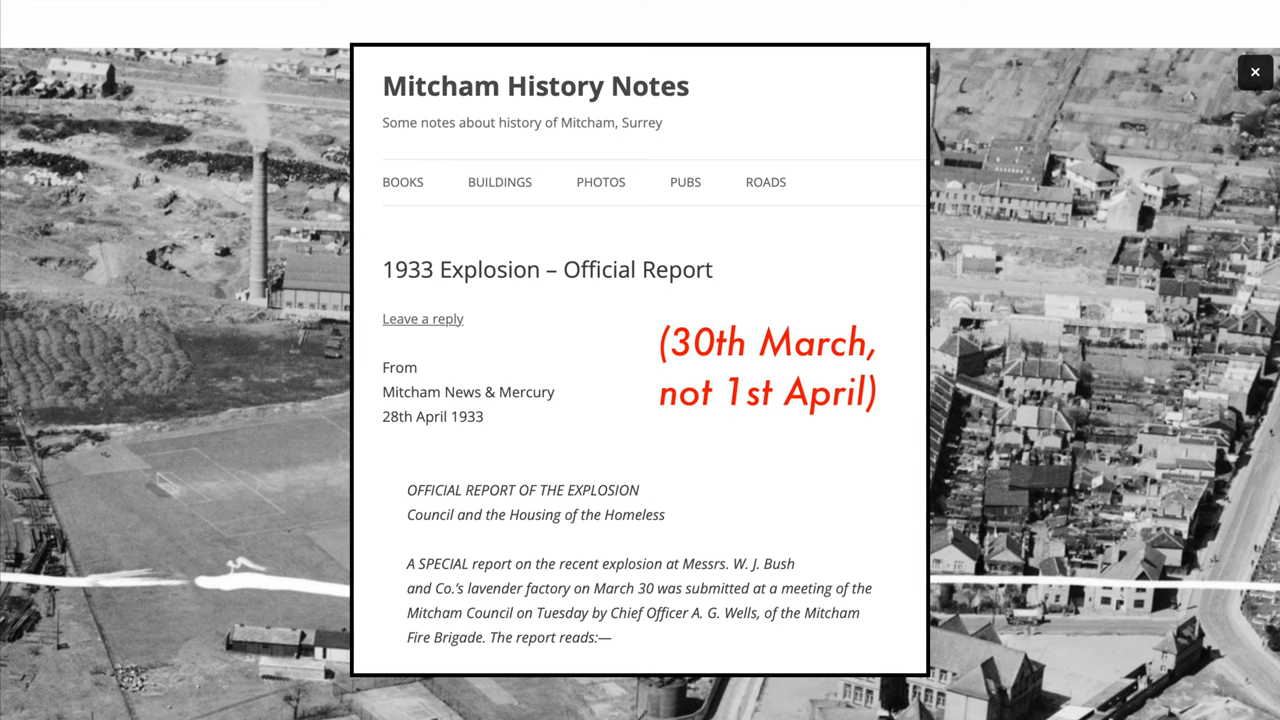 Mitcham History Notes
Some notes about history of Mitcham, Surrey
BOOKS BUILDINGS PHOTOS PUBS ROADS
1933 Explosion – Official Report
Leave a reply
(30th March,
not 1st April)
From
Mitcham News & Mercury
28th April 1933
OFFICIAL REPORT OF THE EXPLOSION
Council and the Housing of the Homeless
A SPECIAL report on the recent explosion at Messrs. W. J. Bush
and Co.'s lavender factory on March 30 was submitted at a meeting of the
Mitcham Council on Tuesday by Chief Officer A. G. Wells, of the Mitcham
Fire Brigade. The report reads:—